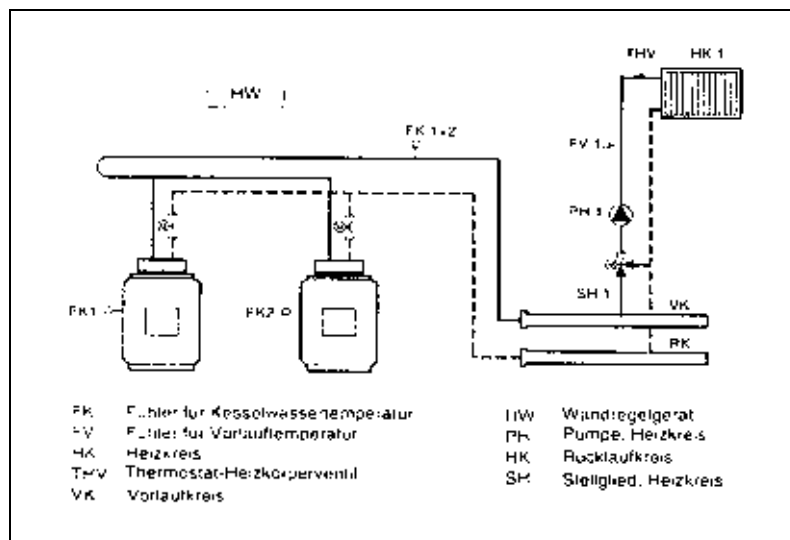 THV HK 1
HW
FK 1+2
FV 1
PH 1
FK1
FK2
SH 1
VK
RK
FK Fühler für Kesselwassertemperatur
FV Fühler für Vorlauftemperatur
HK Heizkreis
THV Thermostat-Heizkörperventil
VK Vorlaufkreis
HW Wandregelgerät
PH Pumpe, Heizkreis
RK Rücklaufkreis
SH Stellglied, Heizkreis